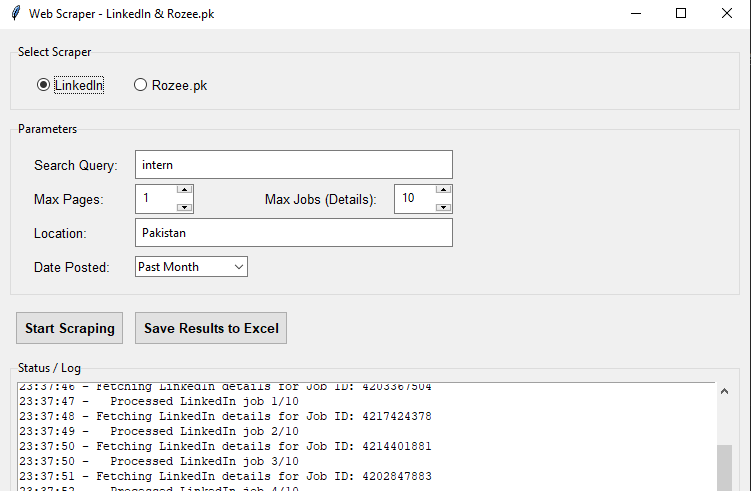 Web Scraper - LinkedIn & Rozee.pk
Select Scraper
LinkedIn Rozee.pk
Parameters
Search Query: intern
Max Pages: 1 Max Jobs (Details): 10
Location: Pakistan
Date Posted: Past Month
Start Scraping Save Results to Excel
Status / Log
23:37:46 - Fetching LinkedIn details for Job ID: 4203367504
23:37:47 - Processed LinkedIn job 1/10
23:37:48 - Fetching LinkedIn details for Job ID: 4217424378
23:37:49 - Processed LinkedIn job 2/10
23:37:50 - Fetching LinkedIn details for Job ID: 4214401881
23:37:50 - Processed LinkedIn job 3/10
23:37:51 - Fetching LinkedIn details for Job ID: 4202847883
23:37:52 - Processed LinkedIn job 4/10